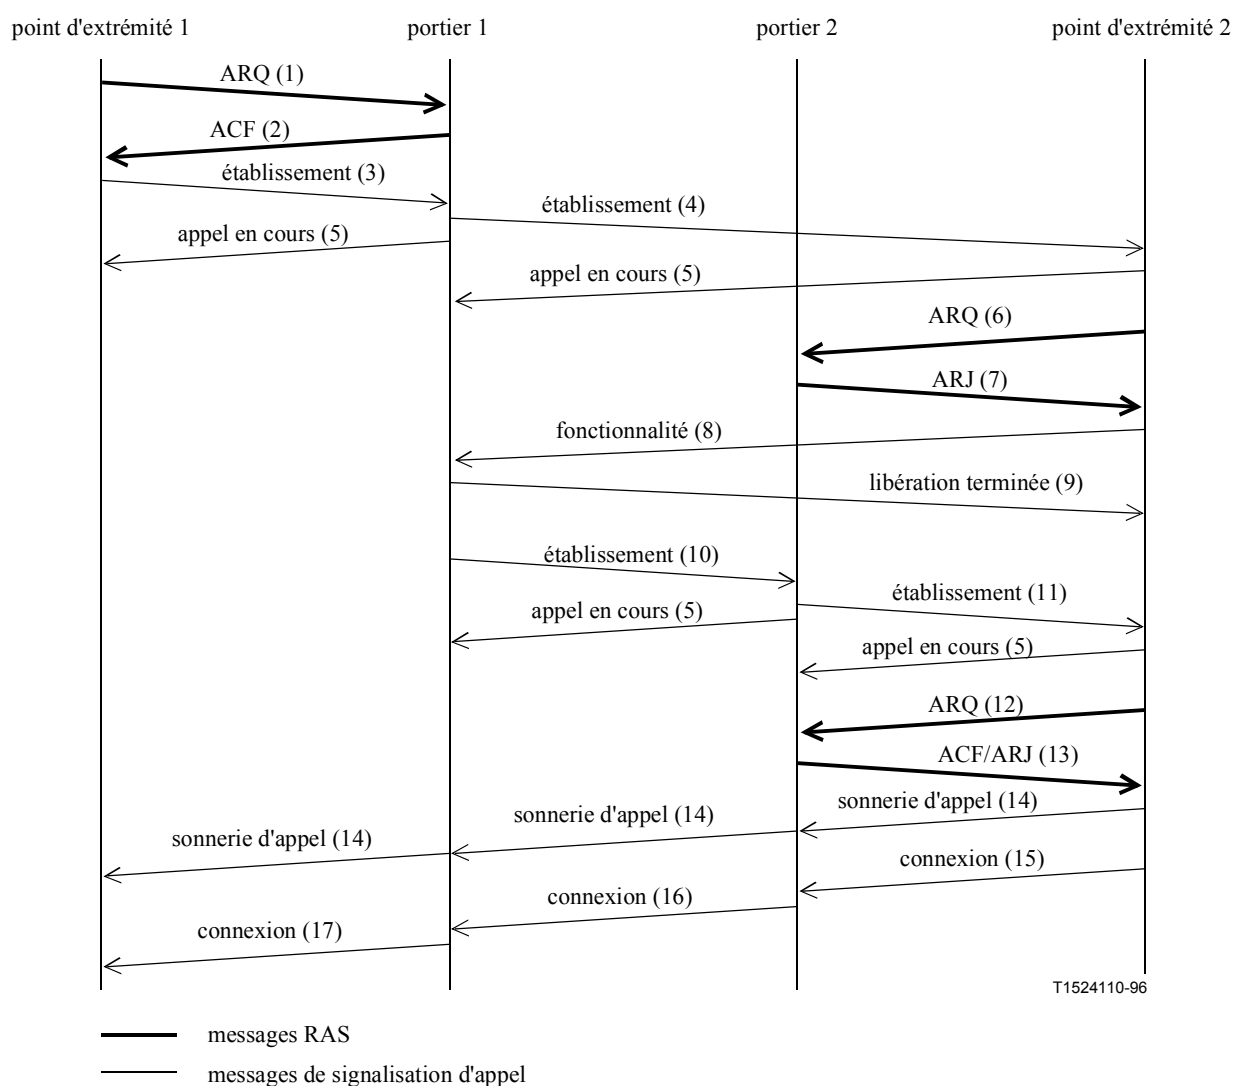 point d'extrémité 1 portier 1 portier 2 point d'extrémité 2
ARQ (1)
ACF (2)
établissement (3)
établissement (4)
appel en cours (5)
appel en cours (5)
ARQ (6)
ARJ (7)
fonctionnalité (8)
libération terminée (9)
établissement (10)
établissement (11)
appel en cours (5)
appel en cours (5)
ARQ (12)
ACF/ARJ (13)
sonnerie d'appel (14)
sonnerie d'appel (14)
sonnerie d'appel (14)
connexion (15)
connexion (16)
connexion (17)
T1524110-96
messages RAS
messages de signalisation d'appel